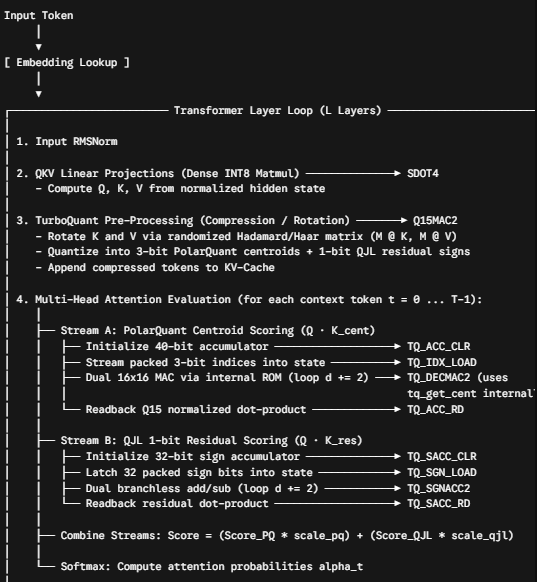 Input Token
[ Embedding Lookup ]
Transformer Layer Loop (L Layers)
1. Input RMSNorm
2. QKV Linear Projections (Dense INT8 Matmul) ► SDOT4
– Compute Q, K, V from normalized hidden state
3. TurboQuant Pre-Processing (Compression / Rotation) ► Q15MAC2
– Rotate K and V via randomized Hadamard/Haar matrix (M @ K, M @ V)
– Quantize into 3-bit PolarQuant centroids + 1-bit QJL residual signs
– Append compressed tokens to KV-Cache
4. Multi-Head Attention Evaluation (for each context token t = 0 ... T-1):
Stream A: PolarQuant Centroid Scoring (Q · K_cent)
Initialize 40-bit accumulator ► TQ_ACC_CLR
Stream packed 3-bit indices into state ► TQ_IDX_LOAD
Dual 16x16 MAC via internal ROM (loop d += 2) ► TQ_DECMAC2 (uses
tq_get_cent internal
Readback Q15 normalized dot-product ► TQ_ACC_RD
Stream B: QJL 1-bit Residual Scoring (Q · K_res)
Initialize 32-bit sign accumulator ► TQ_SACC_CLR
Latch 32 packed sign bits into state ► TQ_SGN_LOAD
Dual branchless add/sub (loop d += 2) ► TQ_SGNACC2
Readback residual dot-product ► TQ_SACC_RD
Combine Streams: Score = (Score_PQ * scale_pq) + (Score_QJL * scale_qjl)
Softmax: Compute attention probabilities alpha_t